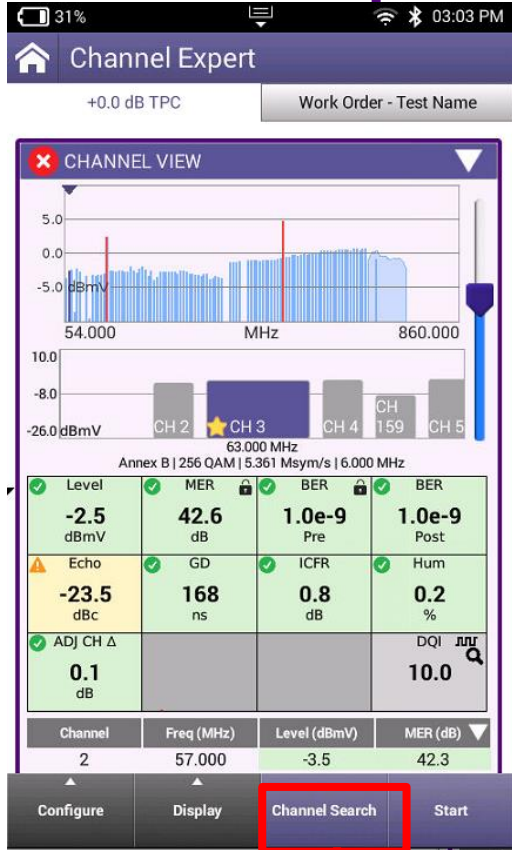 31% 03:03 PM
Channel Expert
+0.0 dB TPC Work Order - Test Name
CHANNEL VIEW
5.0
0.0
-5.0 dBmV
54.000 MHz 860.000
10.0
-8.0
CH
-26.0 dBmV CH 2 CH 3 CH 4 159 CH 5
63.000 MHz
Annex B | 256 QAM | 5.361 Msym/s | 6.000 MHz
Level MER BER BER
-2.5 42.6 1.0e-9 1.0e-9
dBmV dB Pre Post
Echo GD ICFR Hum
-23.5 168 0.8 0.2
dBc ns dB %
ADJ CH Δ DQI
0.1 10.0
dB
Channel Freq (MHz) Level (dBmV) MER (dB)
2 57.000 -3.5 42.3
Configure Display Channel Search Start